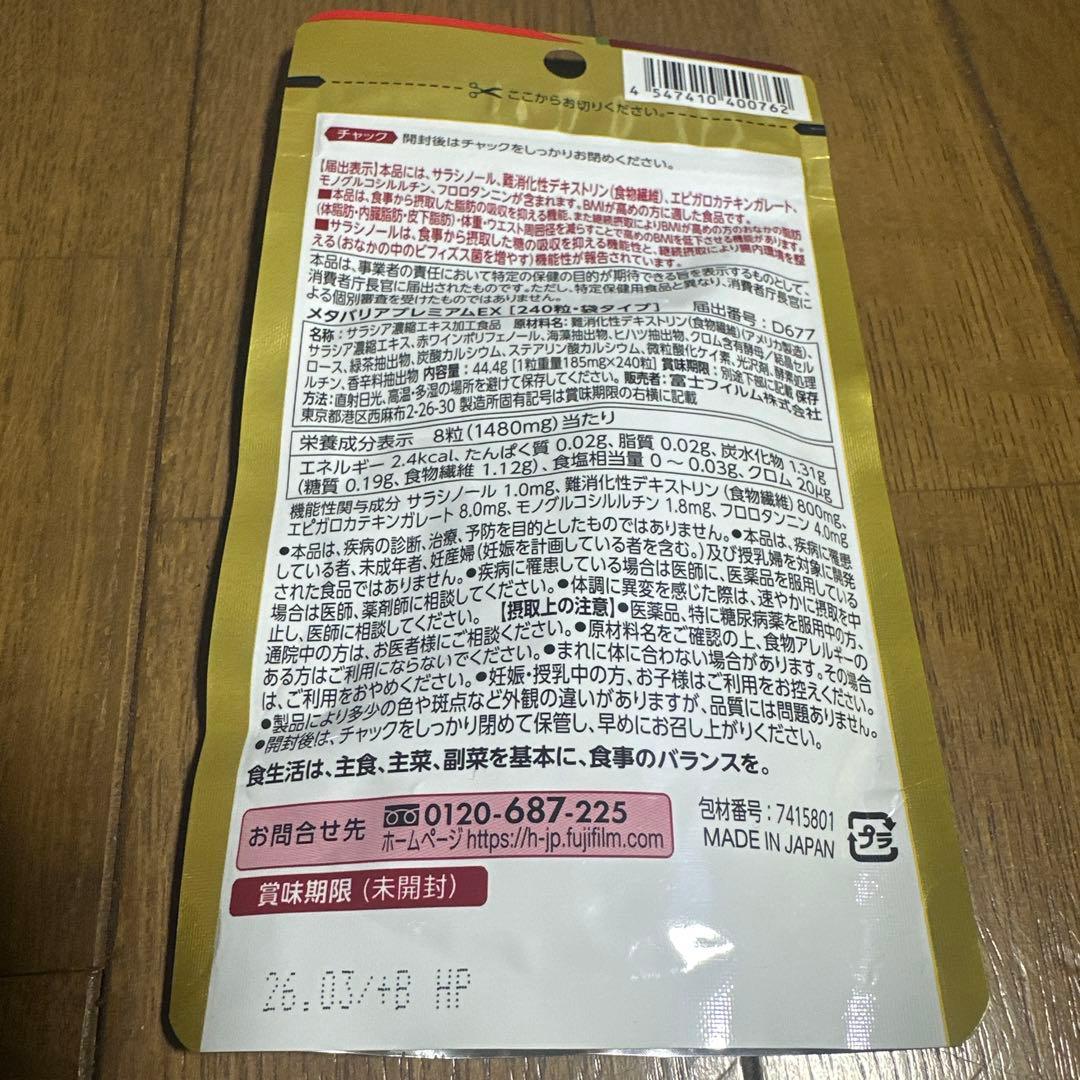 4 547410 400762
ここからお切りください。
チャック 開封後はチャックをしっかりお閉めください。
【届出表示】本品には、サラシノール、難消化性デキストリン(食物繊維)、エピガロカテキンガレート、
モノグルコシルルチン、フロロタンニンが含まれます。BMIが高めの方に適した食品です。
■本品は、食事から摂取した脂肪の吸収を抑える機能、また継続摂取によりBMIが高めの方のおなかの脂肪
(体脂肪・内臓脂肪・皮下脂肪)・体重・ウエスト周囲径を減らすことで高めのBMIを低下させる機能があります。
■サラシノールは、食事から摂取した糖の吸収を抑える機能性と、継続摂取により腸内環境を整
える(おなかの中のビフィズス菌を増やす)機能性が報告されています。
本品は、事業者の責任において特定の保健の目的が期待できる旨を表示するものとして、
消費者庁長官に届出されたものです。ただし、特定保健用食品と異なり、消費者庁長官に
よる個別審査を受けたものではありません。
メタバリアプレミアムEX [240粒・袋タイプ] 届出番号:D677
名称:サラシア濃縮エキス加工食品 原材料名:難消化性デキストリン(食物繊維)(アメリカ製造)、
サラシア濃縮エキス、赤ワインポリフェノール、海藻抽出物、ヒハツ抽出物、クロム含有酵母/結晶セル
ロース、緑茶抽出物、炭酸カルシウム、ステアリン酸カルシウム、微粒酸化ケイ素、光沢剤、酵素処理
ルチン、香辛料抽出物 内容量:44.4g [1粒重量185mg×240粒] 賞味期限:別途下部に記載 保存
方法:直射日光、高温・多湿の場所を避けて保存してください。 販売者:富士フイルム株式会社
東京都港区西麻布2-26-30 製造所固有記号は賞味期限の右横に記載
栄養成分表示 8粒(1480mg)当たり
エネルギー 2.4kcal、たんぱく質 0.02g、脂質 0.02g、炭水化物 1.31g
(糖質 0.19g、食物繊維 1.12g)、食塩相当量 0～0.03g、クロム 20μg
機能性関与成分 サラシノール 1.0mg、難消化性デキストリン(食物繊維) 800mg、
エピガロカテキンガレート 8.0mg、モノグルコシルルチン 1.8mg、フロロタンニン 4.0mg
●本品は、疾病の診断、治療、予防を目的としたものではありません。●本品は、疾病に罹患
している者、未成年者、妊産婦(妊娠を計画している者を含む。)及び授乳婦を対象に開発
された食品ではありません。●疾病に罹患している場合は医師に、医薬品を服用している
場合は医師、薬剤師に相談してください。●体調に異変を感じた際は、速やかに摂取を中
止し、医師に相談してください。 【摂取上の注意】●医薬品、特に糖尿病薬を服用中の方、
通院中の方は、お医者様にご相談ください。●原材料名をご確認の上、食物アレルギーの
ある方はご利用にならないでください。●まれに体に合わない場合があります。その場合
は、ご利用をおやめください。●妊娠・授乳中の方、お子様はご利用をお控えください。
●製品により多少の色や斑点など外観の違いがありますが、品質には問題ありません。
●開封後は、チャックをしっかり閉めて保管し、早めにお召し上がりください。
食生活は、主食、主菜、副菜を基本に、食事のバランスを。
お問合せ先 0120-687-225
ホームページ https://h-jp.fujifilm.com
包材番号:7415801
MADE IN JAPAN
プラ
賞味期限(未開封)
26.03/+B HP